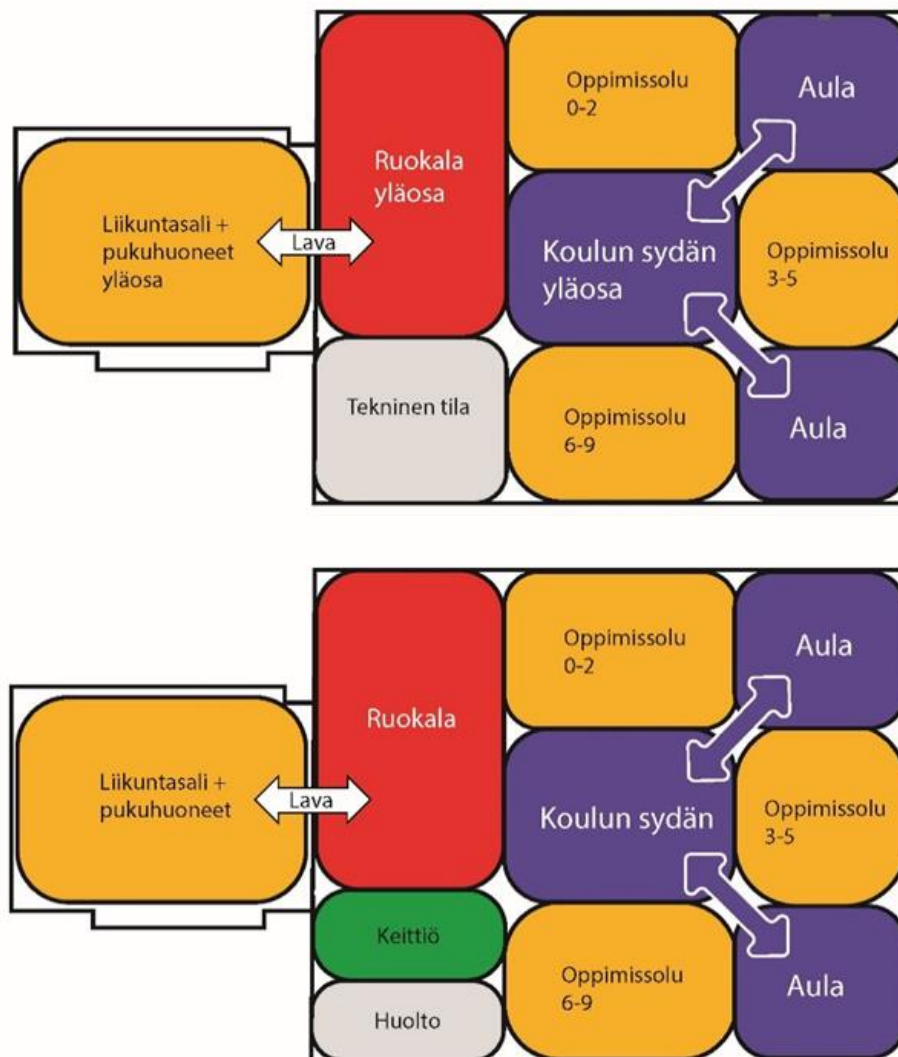 Liikuntasali +
pukuhuoneet
yläosa
Lava
Ruokala
yläosa
Tekninen tila
Oppimissolu
0-2
Aula
Koulun sydän
yläosa
Oppimissolu
3-5
Oppimissolu
6-9
Aula
Liikuntasali +
pukuhuoneet
Lava
Ruokala
Keittiö
Huolto
Oppimissolu
0-2
Aula
Koulun sydän
Oppimissolu
3-5
Oppimissolu
6-9
Aula